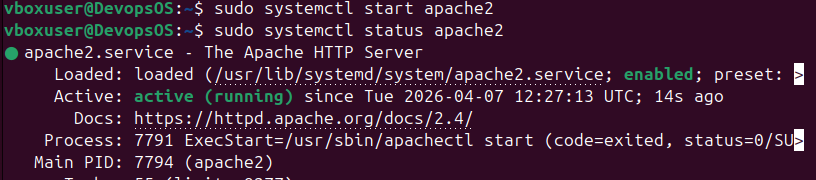 vboxuser@DevopsOS:~$ sudo systemctl start apache2
vboxuser@DevopsOS:~$ sudo systemctl status apache2
● apache2.service - The Apache HTTP Server
Loaded: loaded (/usr/lib/systemd/system/apache2.service; enabled; preset: >
Active: active (running) since Tue 2026-04-07 12:27:13 UTC; 14s ago
Docs: https://httpd.apache.org/docs/2.4/
Process: 7791 ExecStart=/usr/sbin/apachectl start (code=exited, status=0/SU>
Main PID: 7794 (apache2)